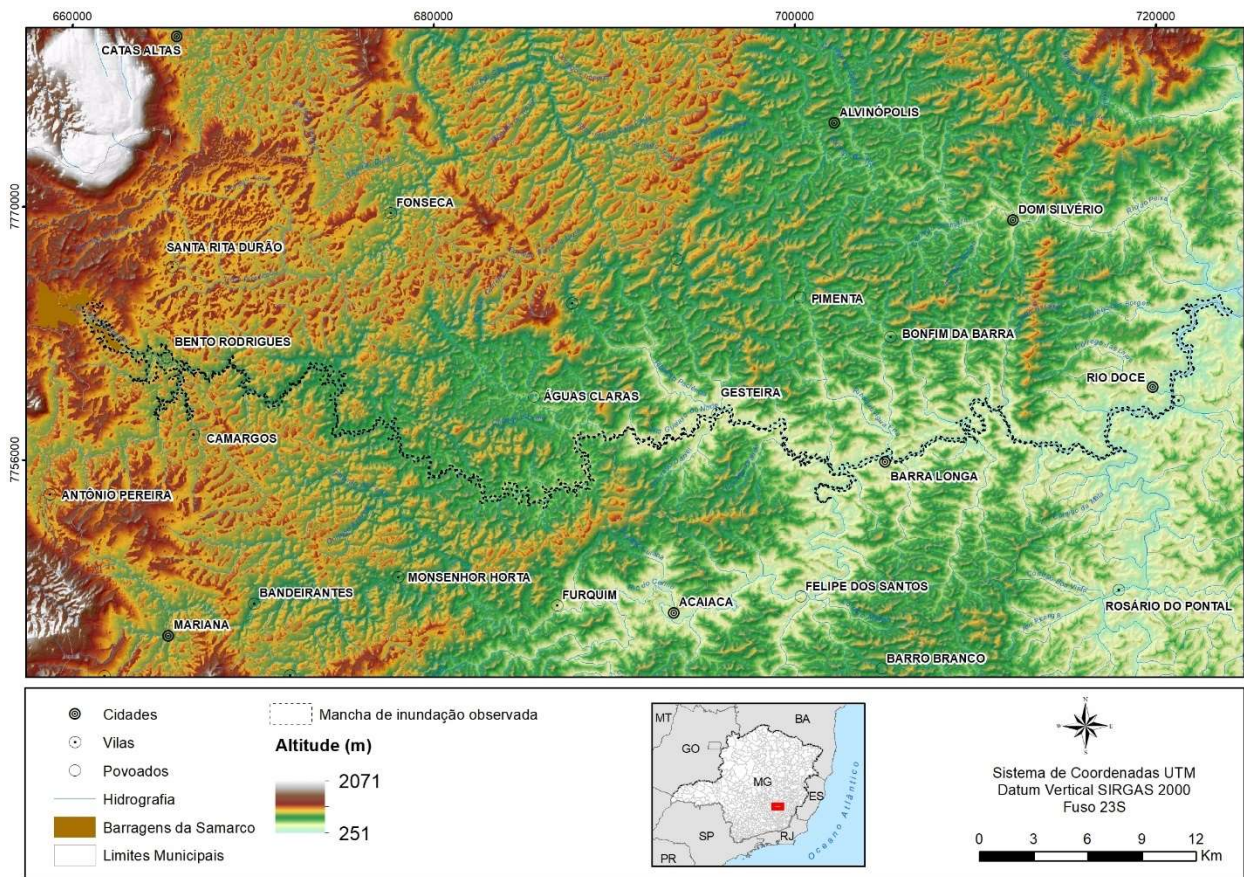 660000
680000
700000
720000
7770000
7756000
CATAS ALTAS
ALVINÓPOLIS
FONSECA
DOM SILVÉRIO
SANTA RITA DURÃO
PIMENTA
BONFIM DA BARRA
BENTO RODRIGUES
RIO DOCE
ÁGUAS CLARAS
GESTEIRA
CAMARGOS
BARRA LONGA
ANTÔNIO PEREIRA
MONSENHOR HORTA
BANDEIRANTES
FURQUIM
ACAIACA
FELIPE DOS SANTOS
ROSÁRIO DO PONTAL
MARIANA
BARRO BRANCO
Cidades
Vilas
Povoados
Hidrografia
Barragens da Samarco
Limites Municipais
Mancha de inundação observada
Altitude (m)
2071
251
MT
BA
GO
MG
ES
SP
RJ
PR
Oceano Atlântico
N
Sistema de Coordenadas UTM
Datum Vertical SIRGAS 2000
Fuso 23S
0 3 6 9 12
Km